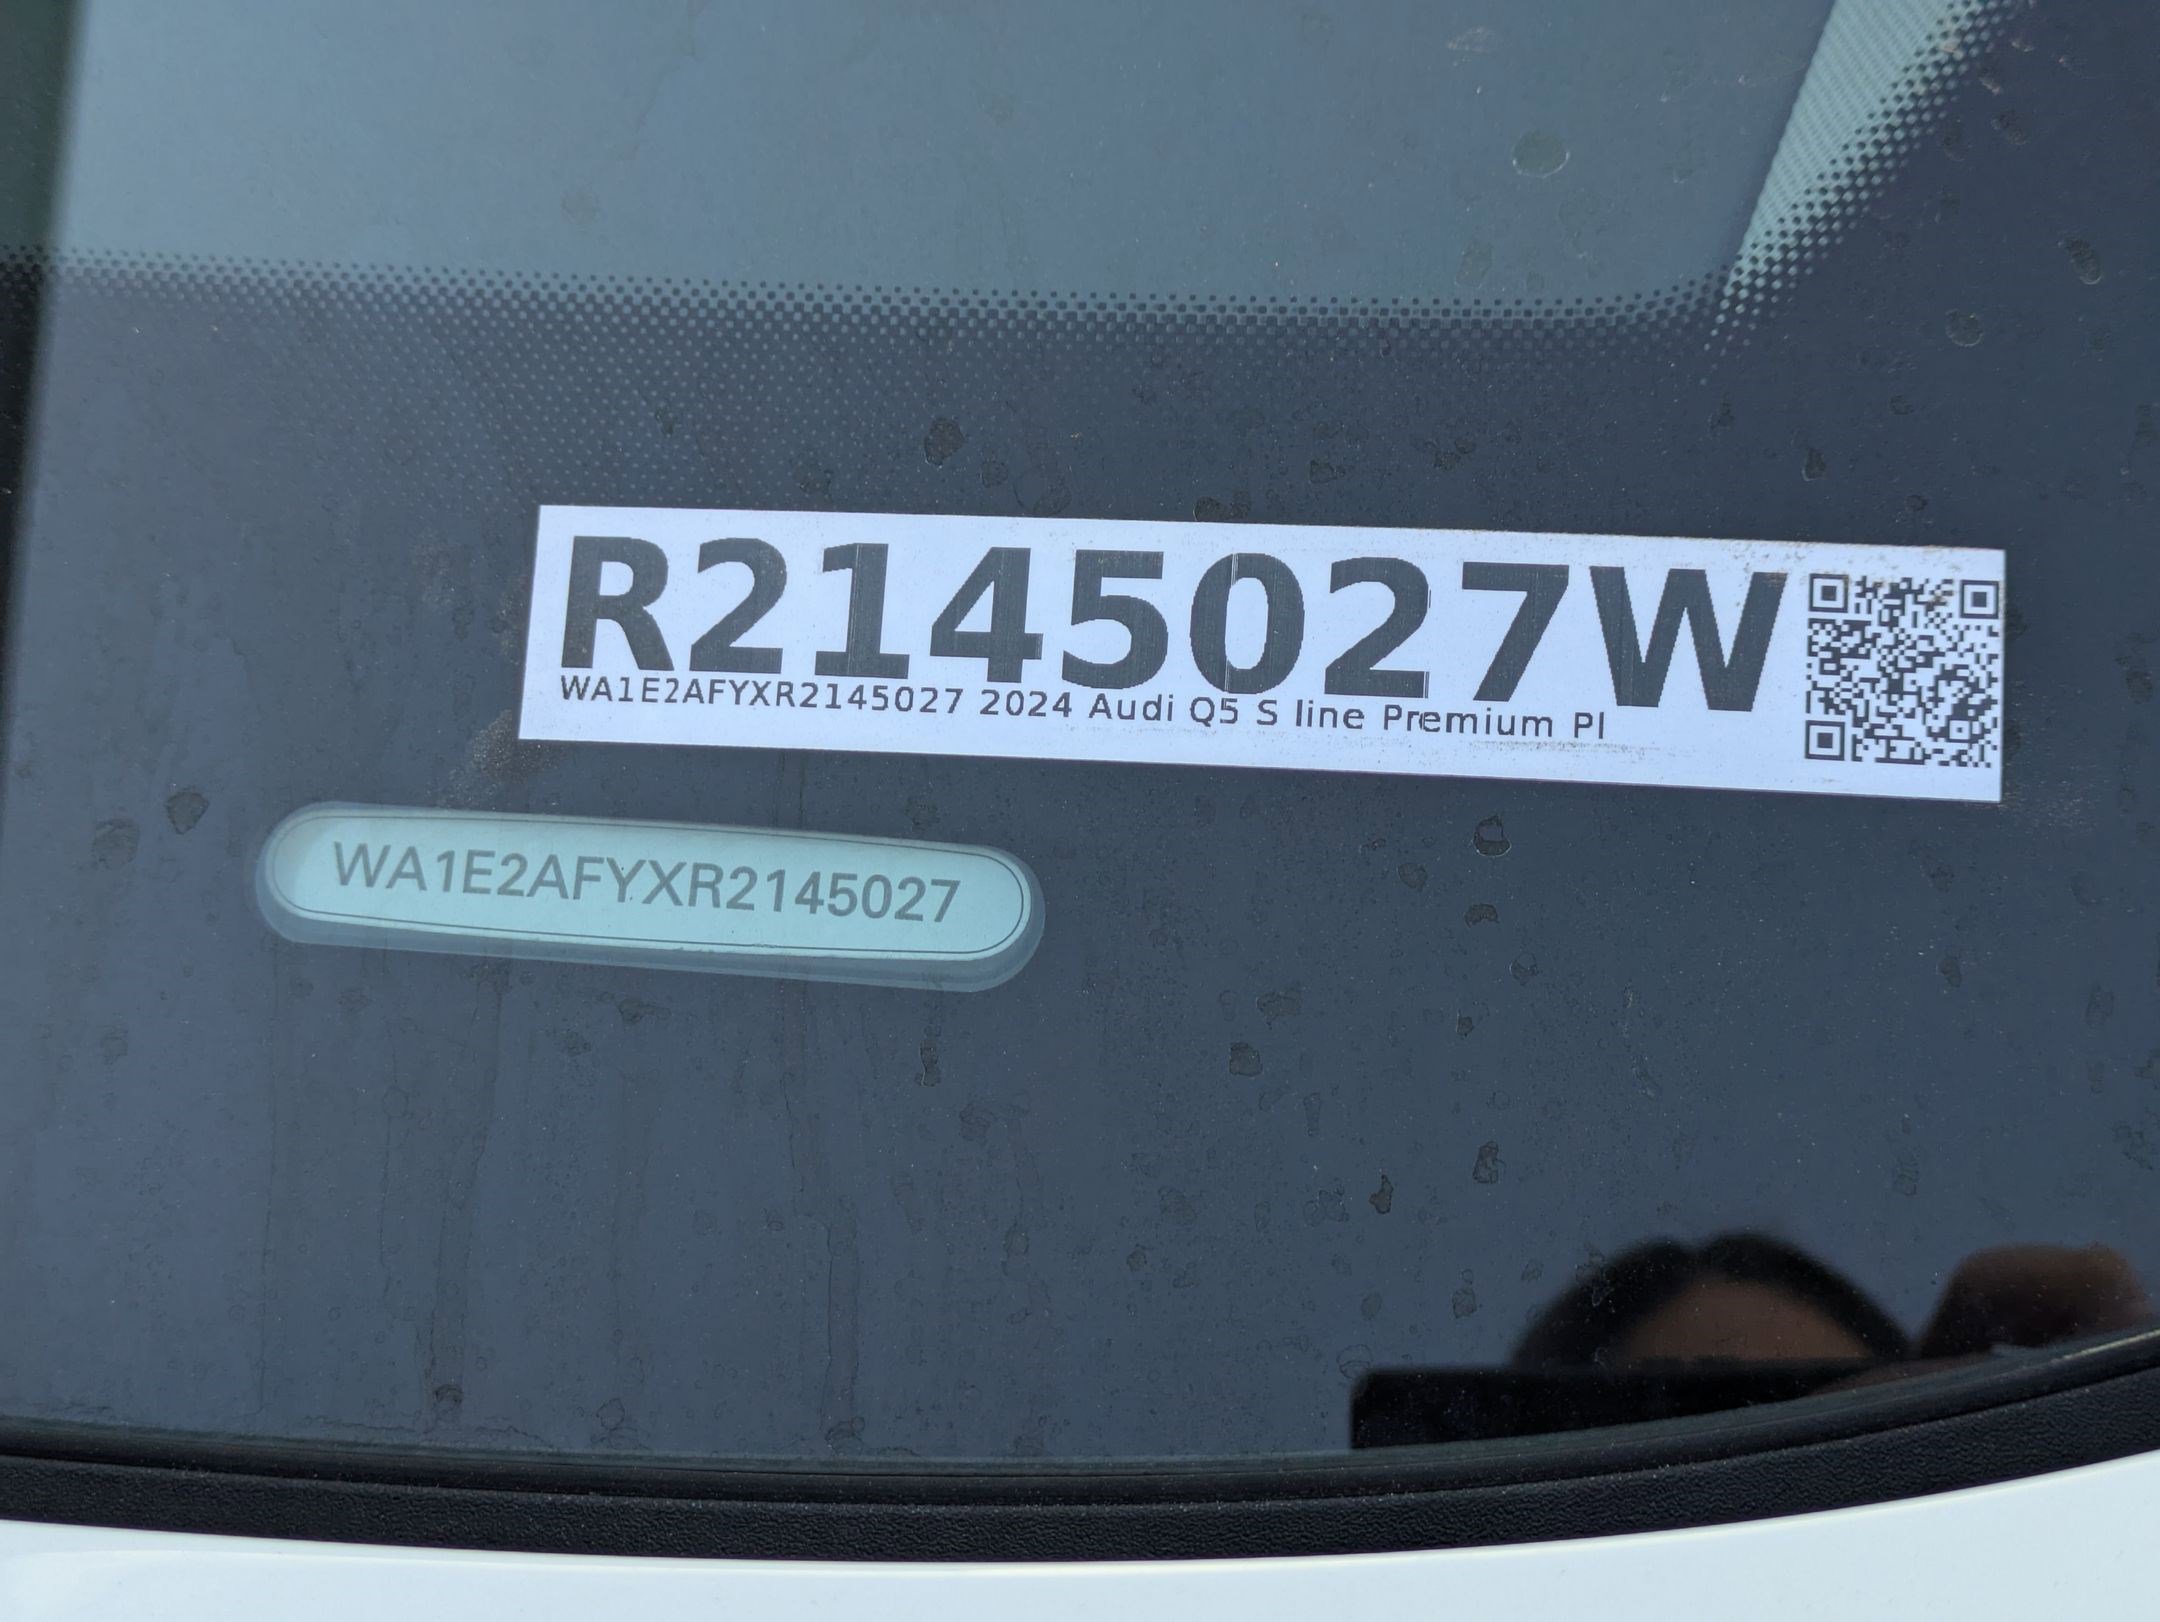 R2145027W
WA1E2AFYXR2145027 2024 Audi Q5 S line Premium Pl
WA1E2AFYXR2145027